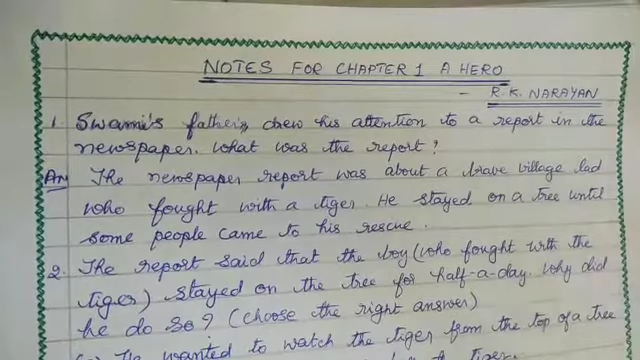 NOTES FOR CHAPTER 1 A HERO
- R.K. NARAYAN
1. Swami's father drew his attention to a report in the
newspaper. What was the report?
An The newspaper report was about a brave village lad
who fought with a tiger. He stayed on a tree until
some people came to his rescue.
2. The report said that the boy (who fought with the
tiger) stayed on the tree for half-a-day. Why did
he do so? (choose the right answer)
wanted to watch the tiger from the top of a tree
tiger.